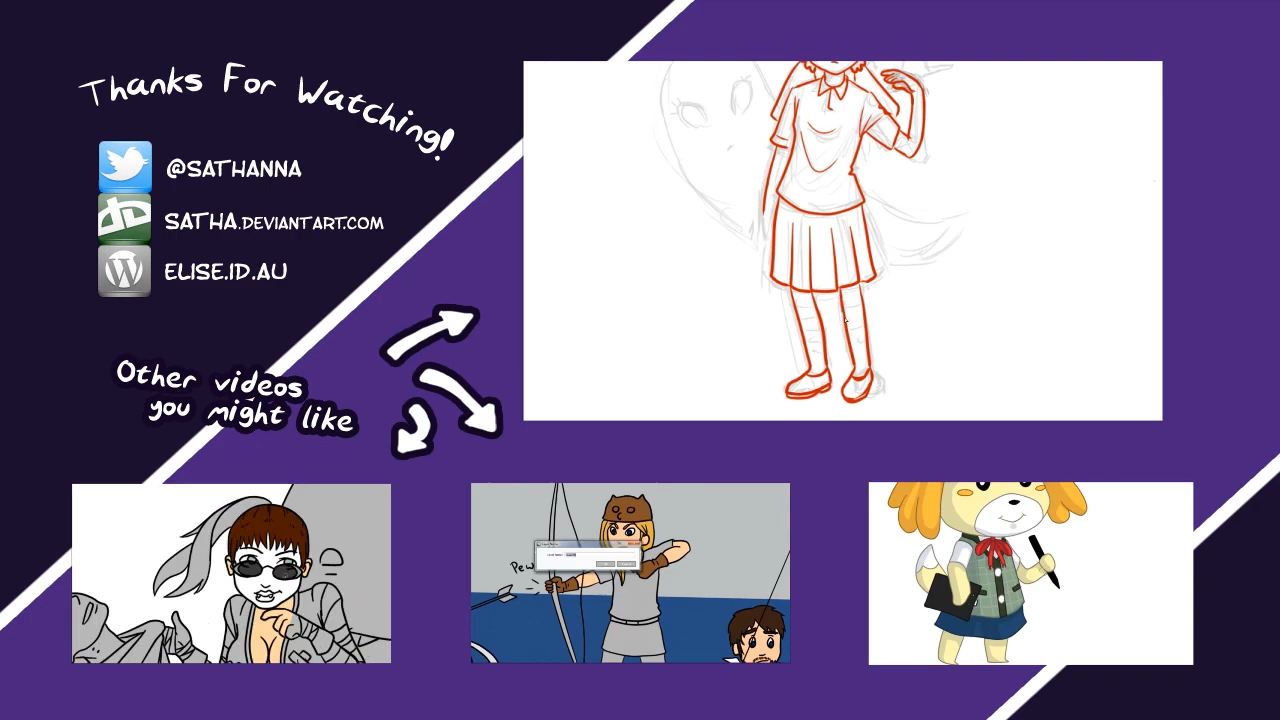 Thanks For Watching!
@SATHANNA
SATHA.DEVIANTART.COM
ELISE.ID.AU
Other videos
you might like
Pew